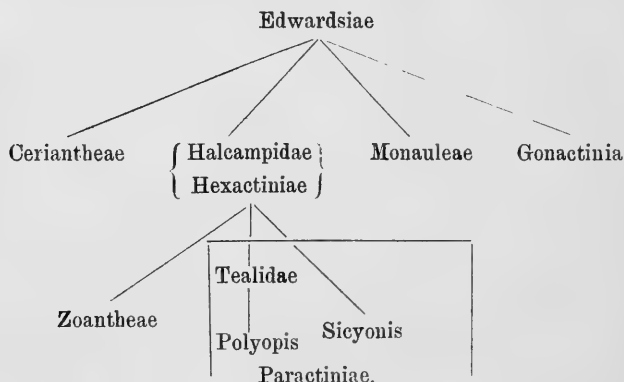 Edwardsiae
Ceriantheae { Halcampidae } Monauleae Gonactinia
{ Hexactiniae }
Tealidae
Zoantheae Sicyonis
Polyopis
Paractiniae.